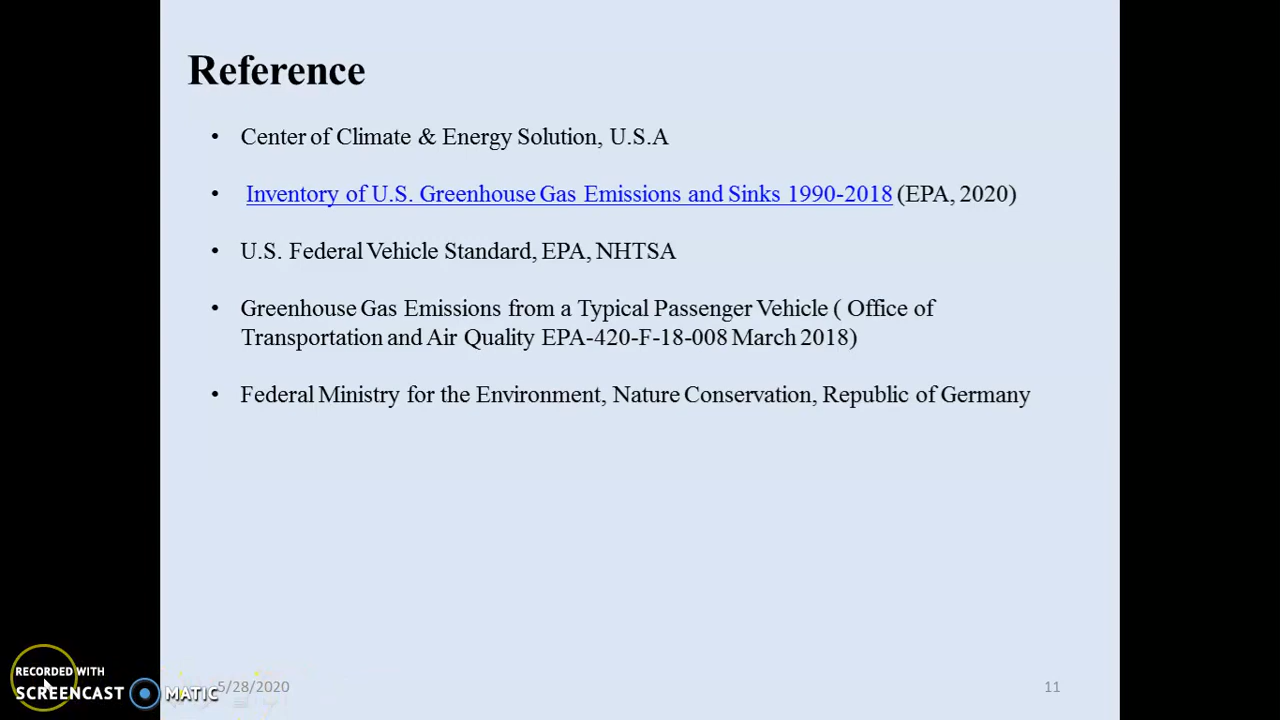 Reference
• Center of Climate & Energy Solution, U.S.A
• Inventory of U.S. Greenhouse Gas Emissions and Sinks 1990-2018 (EPA, 2020)
• U.S. Federal Vehicle Standard, EPA, NHTSA
• Greenhouse Gas Emissions from a Typical Passenger Vehicle ( Office of
Transportation and Air Quality EPA-420-F-18-008 March 2018)
• Federal Ministry for the Environment, Nature Conservation, Republic of Germany
RECORDED WITH
SCREENCAST MATIC
5/28/2020
11